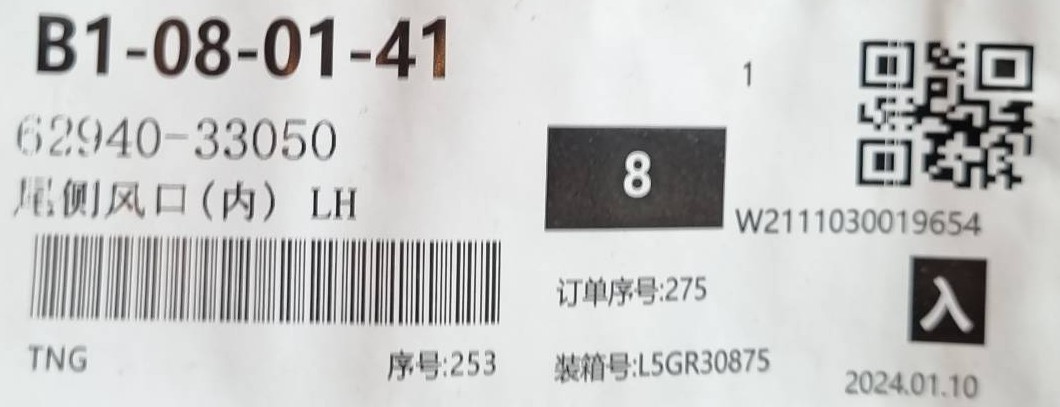 B1-08-01-41
1
62940-33050
8
尾侧风口(内) LH
W2111030019654
订单序号:275
入
TNG
序号:253
装箱号:L5GR30875
2024.01.10